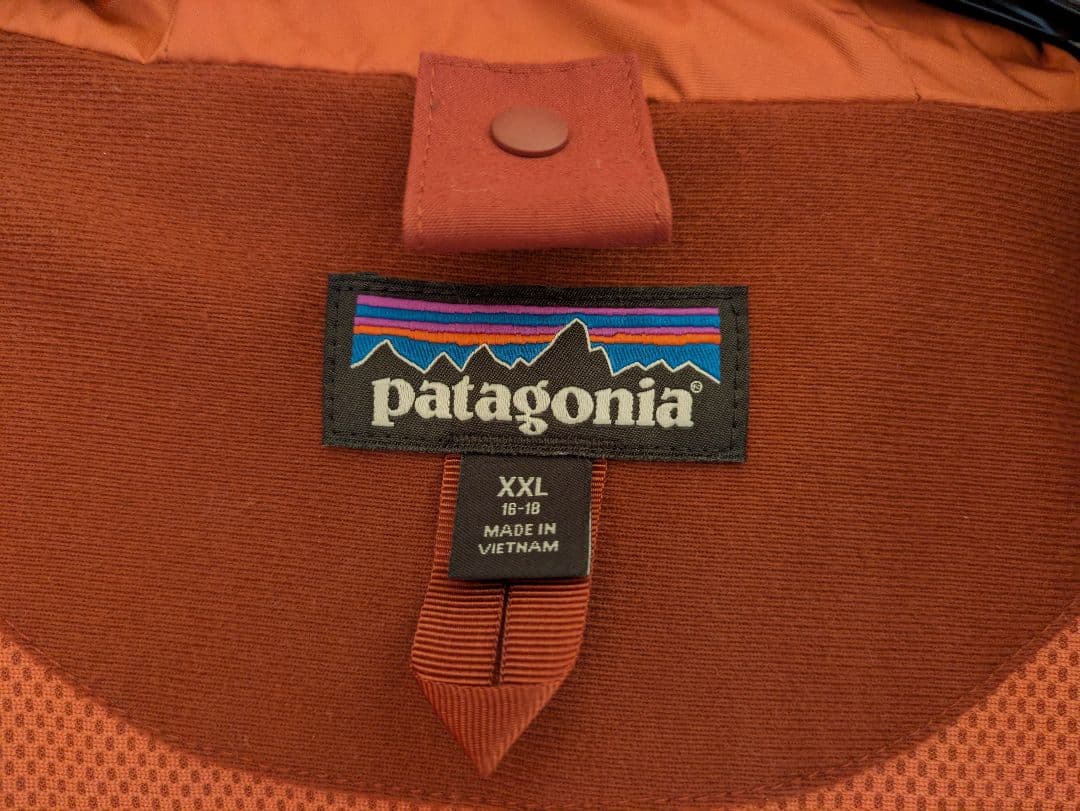 patagonia®
XXL
16-18
MADE IN
VIETNAM